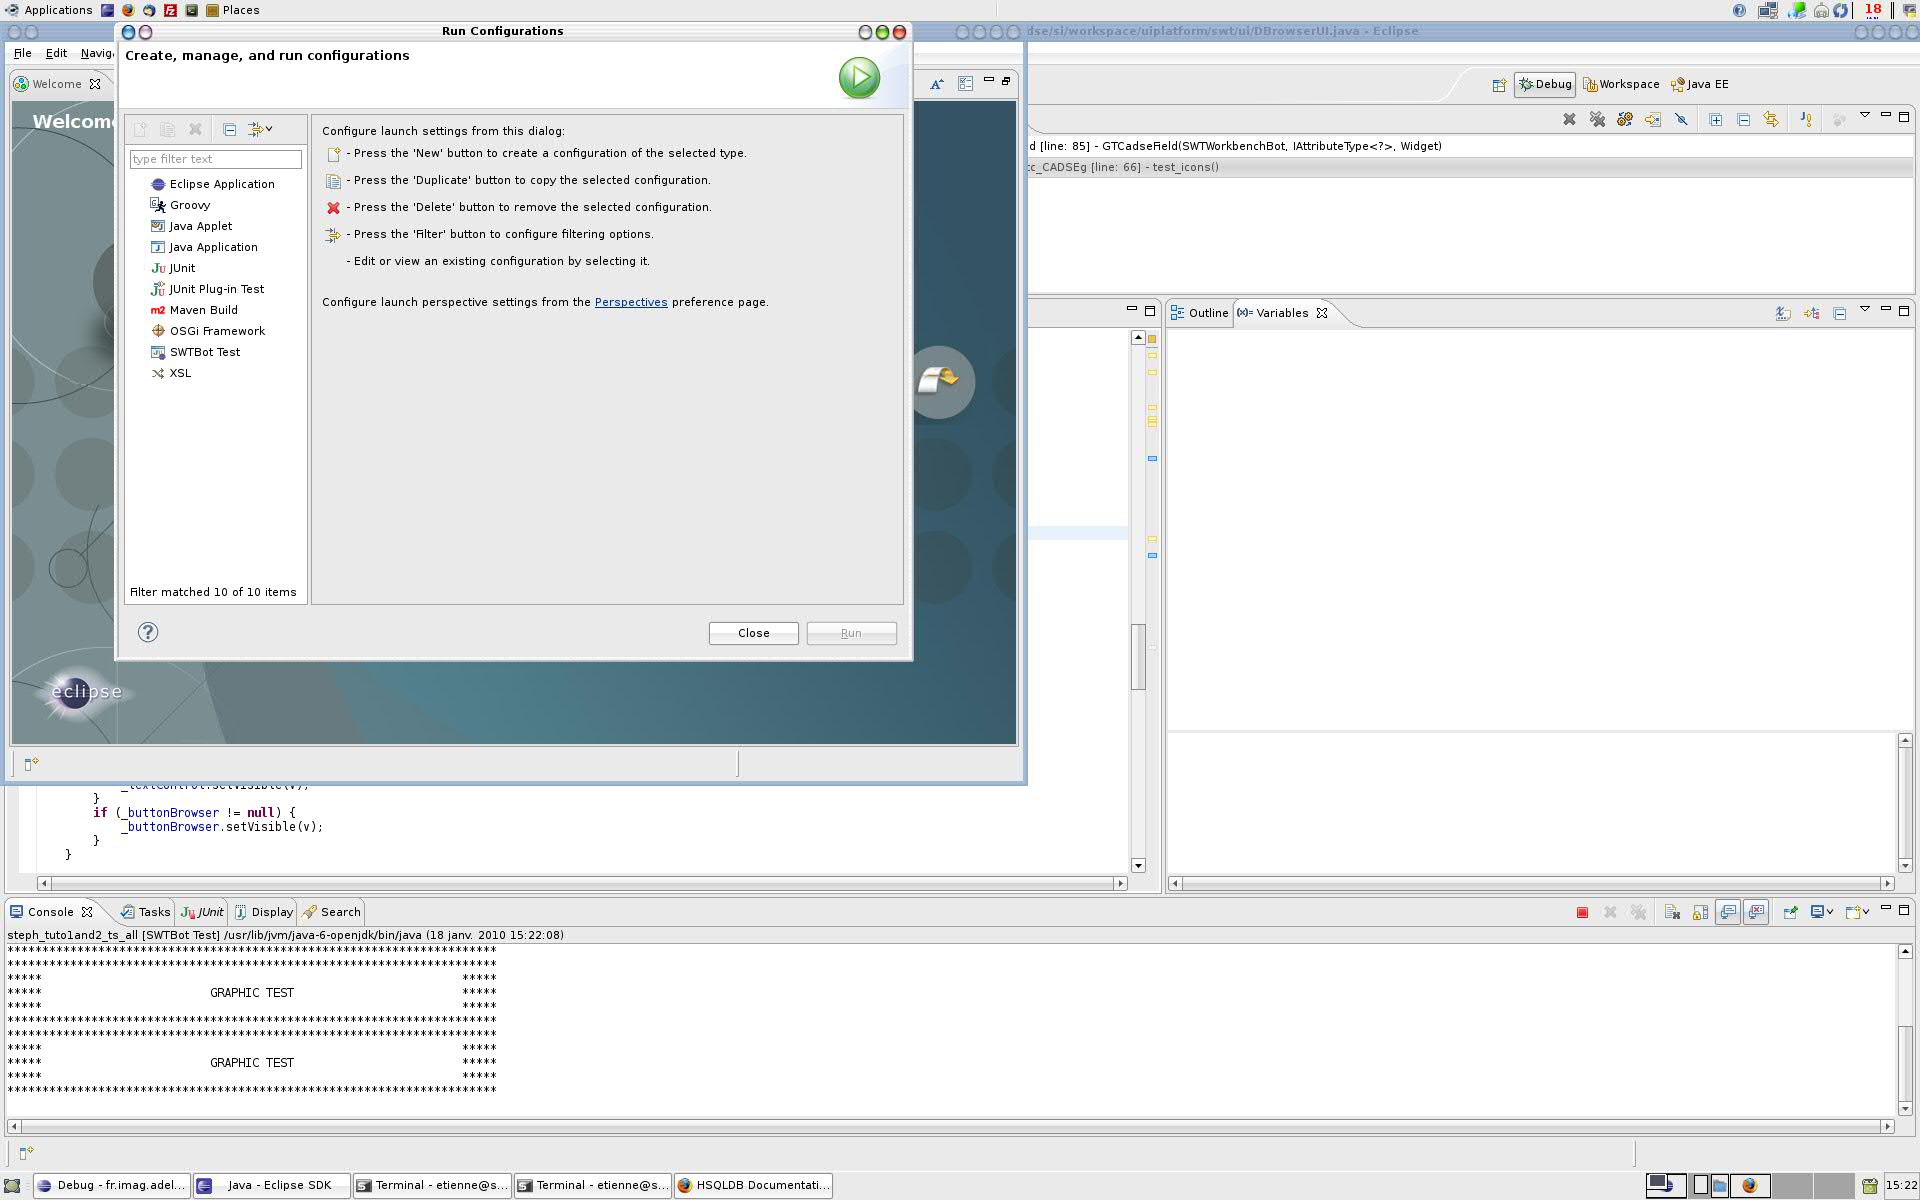 Applications
Places
18
Run Configurations
dse/si/workspace/uiplatform/swt/ui/DBrowserUI.java - Eclipse
File Edit Navig
Create, manage, and run configurations
Welcome
Debug Workspace Java EE
Welcome
Configure launch settings from this dialog:
type filter text
- Press the 'New' button to create a configuration of the selected type.
- Press the 'Duplicate' button to copy the selected configuration.
- Press the 'Delete' button to remove the selected configuration.
- Press the 'Filter' button to configure filtering options.
- Edit or view an existing configuration by selecting it.
Configure launch perspective settings from the Perspectives preference page.
Eclipse Application
Groovy
Java Applet
Java Application
JUnit
JUnit Plug-in Test
m2 Maven Build
OSGi Framework
SWTBot Test
XSL
Filter matched 10 of 10 items
Close Run
d [line: 85] - GTCadseField(SWTWorkbenchBot, IAttributeType<?>, Widget)
tc_CADSEg [line: 66] - test_icons()
Outline (x)= Variables
eclipse
_textControl.setVisible(v);
}
if (_buttonBrowser != null) {
_buttonBrowser.setVisible(v);
}
}
Console Tasks JUnit Display Search
steph_tuto1and2_ts_all [SWTBot Test] /usr/lib/jvm/java-6-openjdk/bin/java (18 janv. 2010 15:22:08)
**********************************************************************
**********************************************************************
***** *****
***** GRAPHIC TEST *****
***** *****
**********************************************************************
**********************************************************************
***** *****
***** GRAPHIC TEST *****
***** *****
**********************************************************************
Debug - fr.imag.adel...
Java - Eclipse SDK
Terminal - etienne@s...
Terminal - etienne@s...
HSQLDB Documentati...
15:22